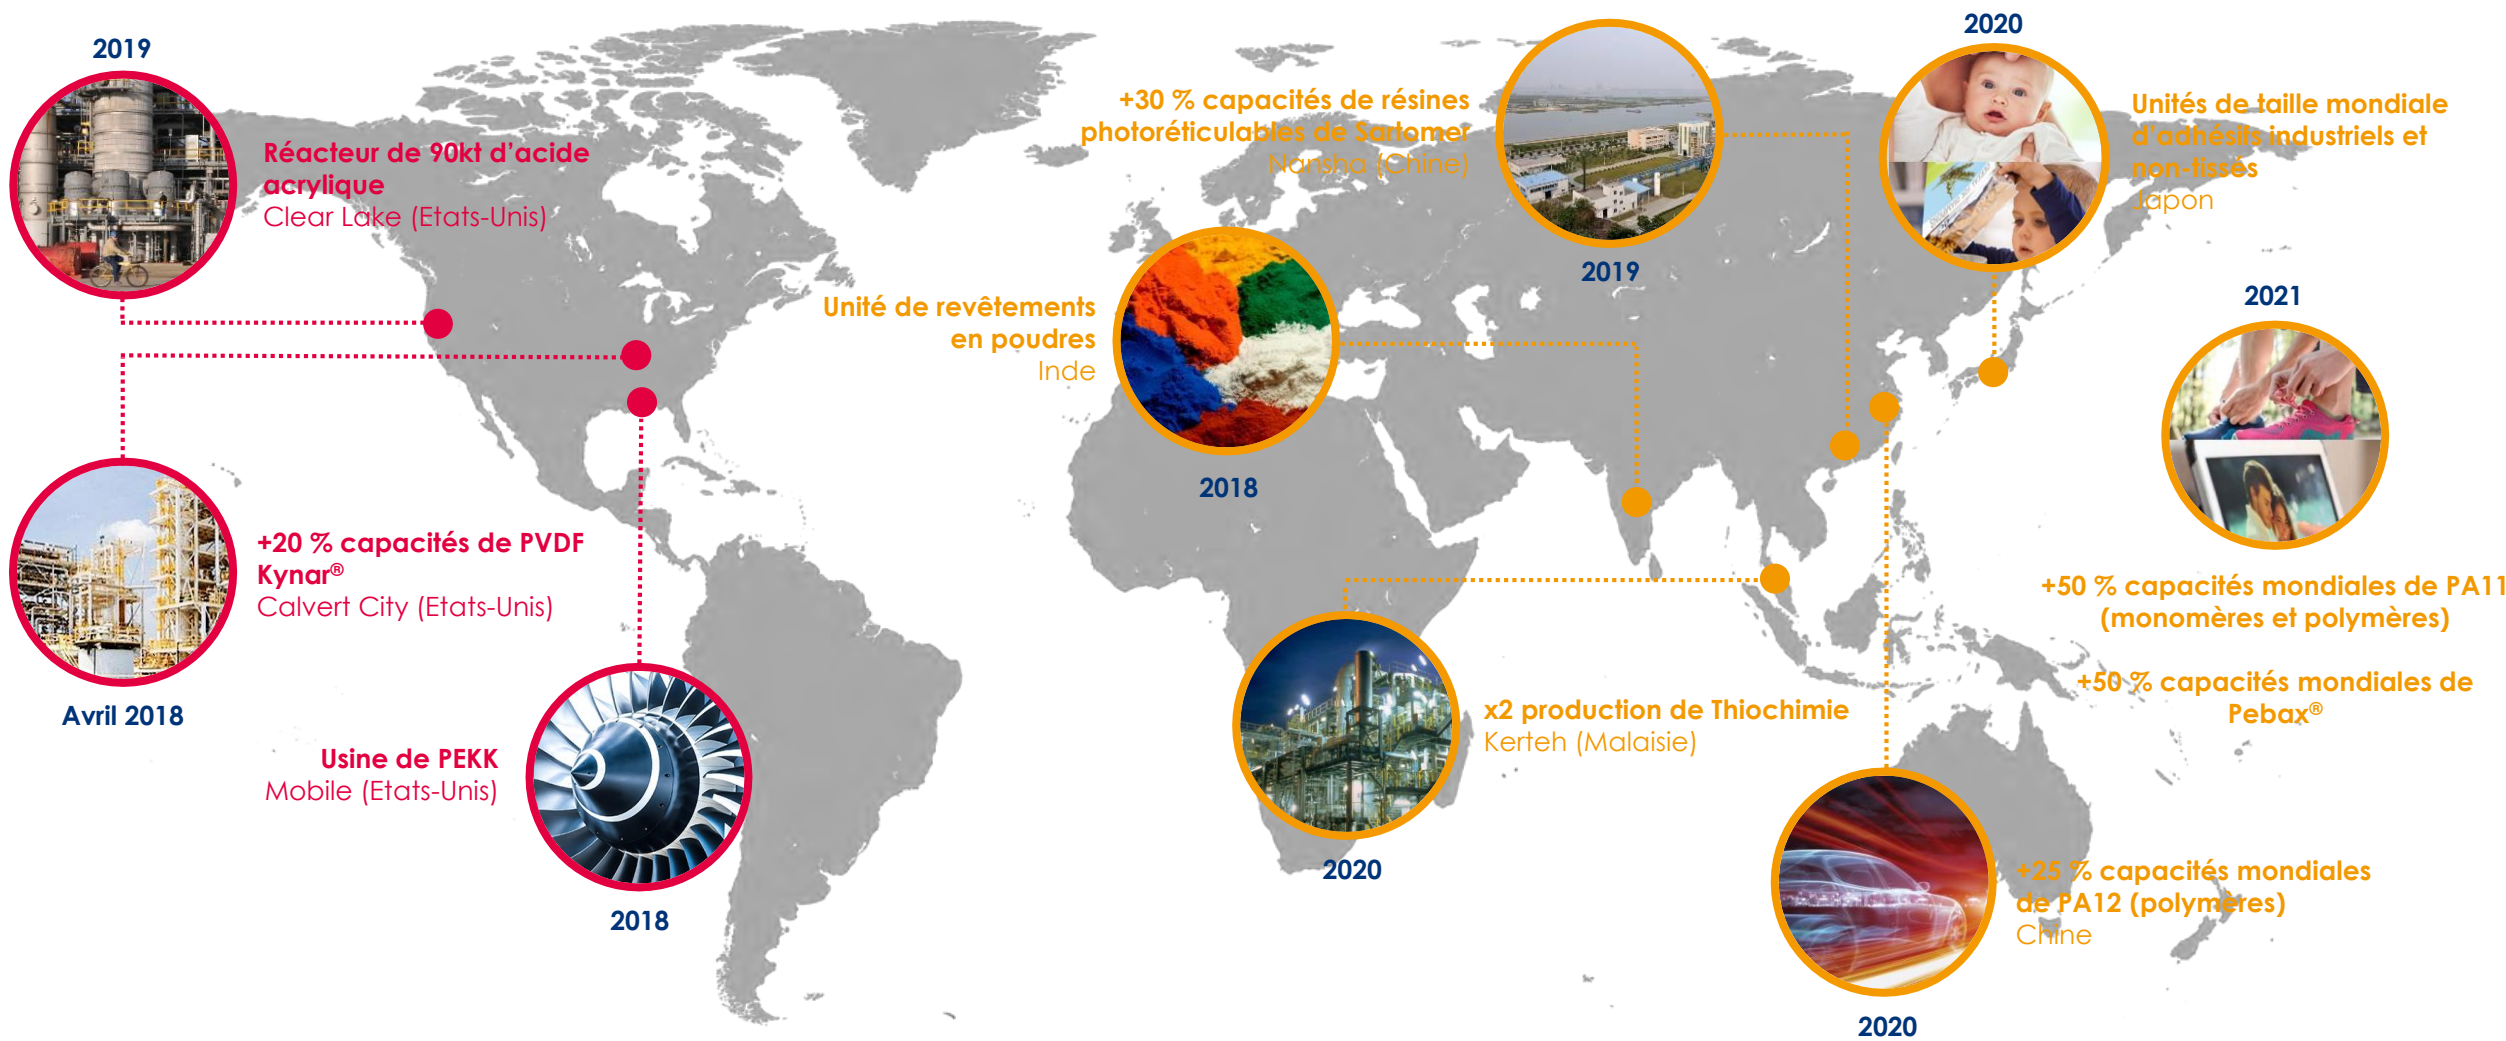 2019
Réacteur de 90kt d'acide
acrylique
Clear Lake (Etats-Unis)
+20 % capacités de PVDF
Kynar®
Calvert City (Etats-Unis)
Avril 2018
Usine de PEKK
Mobile (Etats-Unis)
2018
+30 % capacités de résines
photoréticulables de Sartomer
Nansha (Chine)
2019
Unité de revêtements
en poudres
Inde
2018
2020
Unités de taille mondiale
d'adhésifs industriels et
non-tissés
Japon
2021
+50 % capacités mondiales de PA11
(monomères et polymères)
+50 % capacités mondiales de
Pebax®
x2 production de Thiochimie
Kerteh (Malaisie)
2020
+25 % capacités mondiales
de PA12 (polymères)
Chine
2020